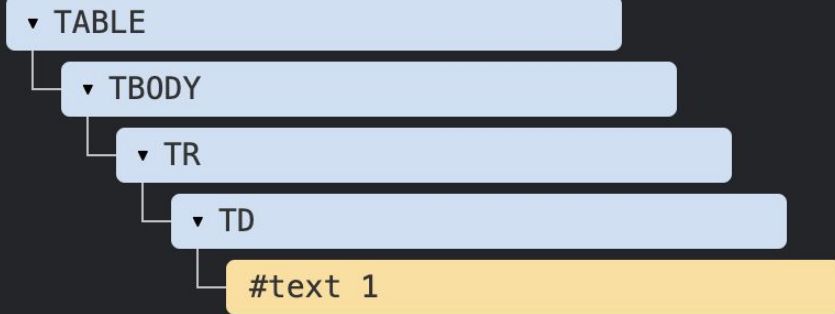 ▾ TABLE
▾ TBODY
▾ TR
▾ TD
#text 1